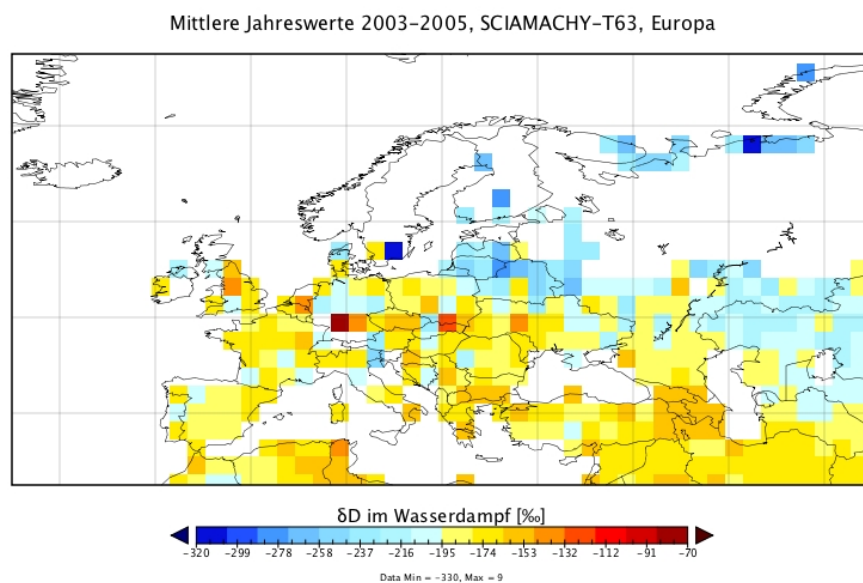 Mittlere Jahreswerte 2003–2005, SCIAMACHY–T63, Europa
δD im Wasserdampf [‰]
−320 −299 −278 −258 −237 −216 −195 −174 −153 −132 −112 −91 −70
Data Min = −330, Max = 9